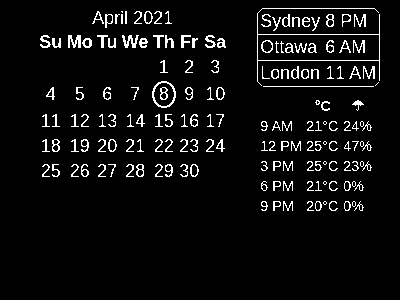 April 2021
Su Mo Tu We Th Fr Sa
1 2 3
4 5 6 7 8 9 10
11 12 13 14 15 16 17
18 19 20 21 22 23 24
25 26 27 28 29 30
Sydney 8 PM
Ottawa 6 AM
London 11 AM
°C ☂
9 AM 21°C 24%
12 PM 25°C 47%
3 PM 25°C 23%
6 PM 21°C 0%
9 PM 20°C 0%